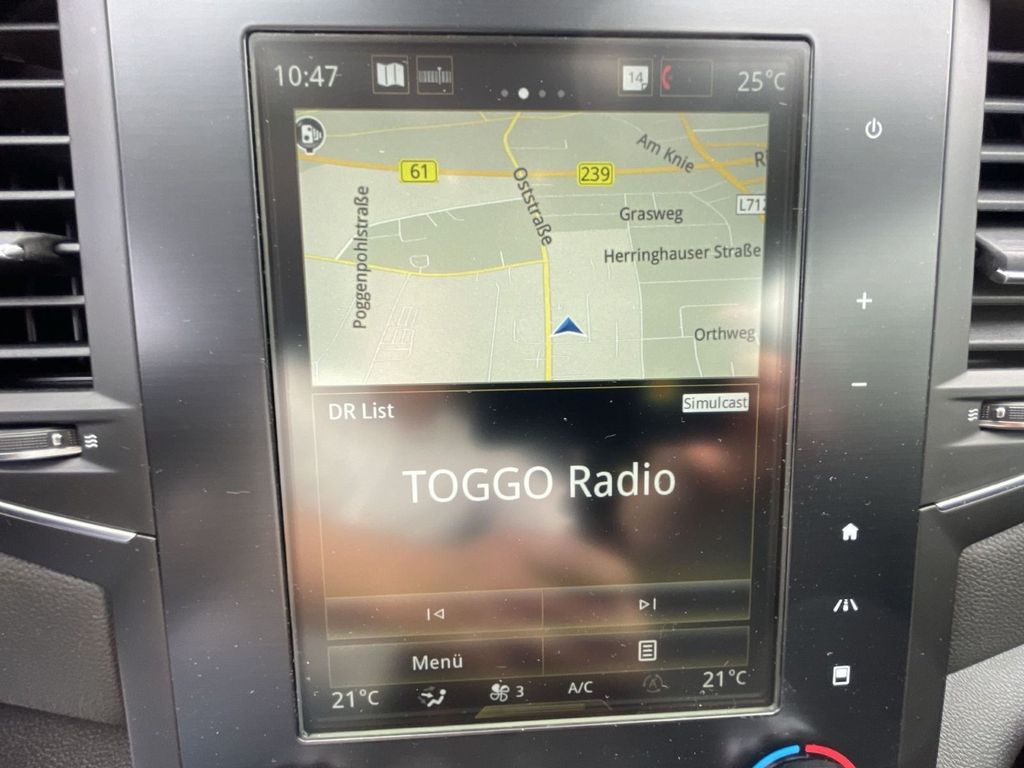 10:47
14
25°C
61
239
Am Knie
Oststraße
Poggenpohlstraße
Grasweg
Herringhauser Straße
Orthweg
DR List
Simulcast
TOGGO Radio
Menü
21°C
3
A/C
21°C